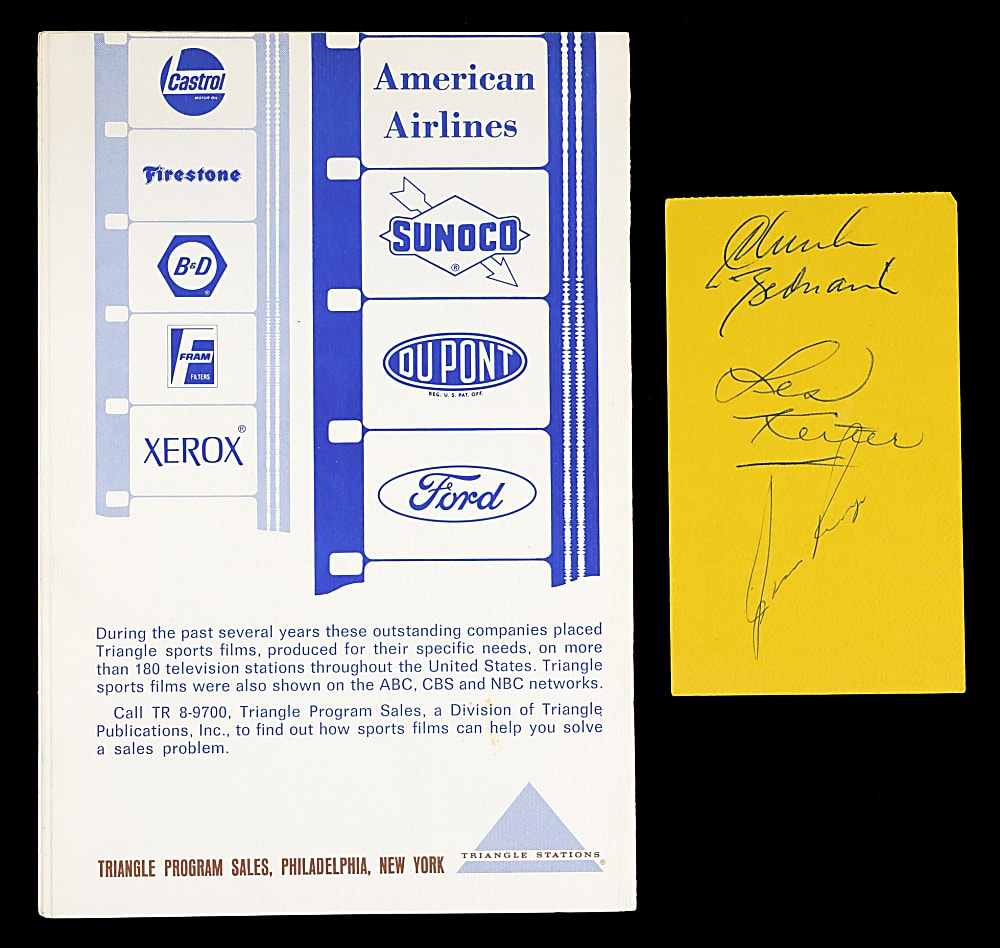 Castrol
MOTOR OIL
Firestone
B&D
®
FRAM
FILTERS
XEROX®
American
Airlines
SUNOCO
®
DU PONT
REG. U.S. PAT. OFF.
Ford
During the past several years these outstanding companies placed
Triangle sports films, produced for their specific needs, on more
than 180 television stations throughout the United States. Triangle
sports films were also shown on the ABC, CBS and NBC networks.
Call TR 8-9700, Triangle Program Sales, a Division of Triangle
Publications, Inc., to find out how sports films can help you solve
a sales problem.
TRIANGLE STATIONS
®
TRIANGLE PROGRAM SALES, PHILADELPHIA, NEW YORK
Chuck
Bednarik
Les
Keiter